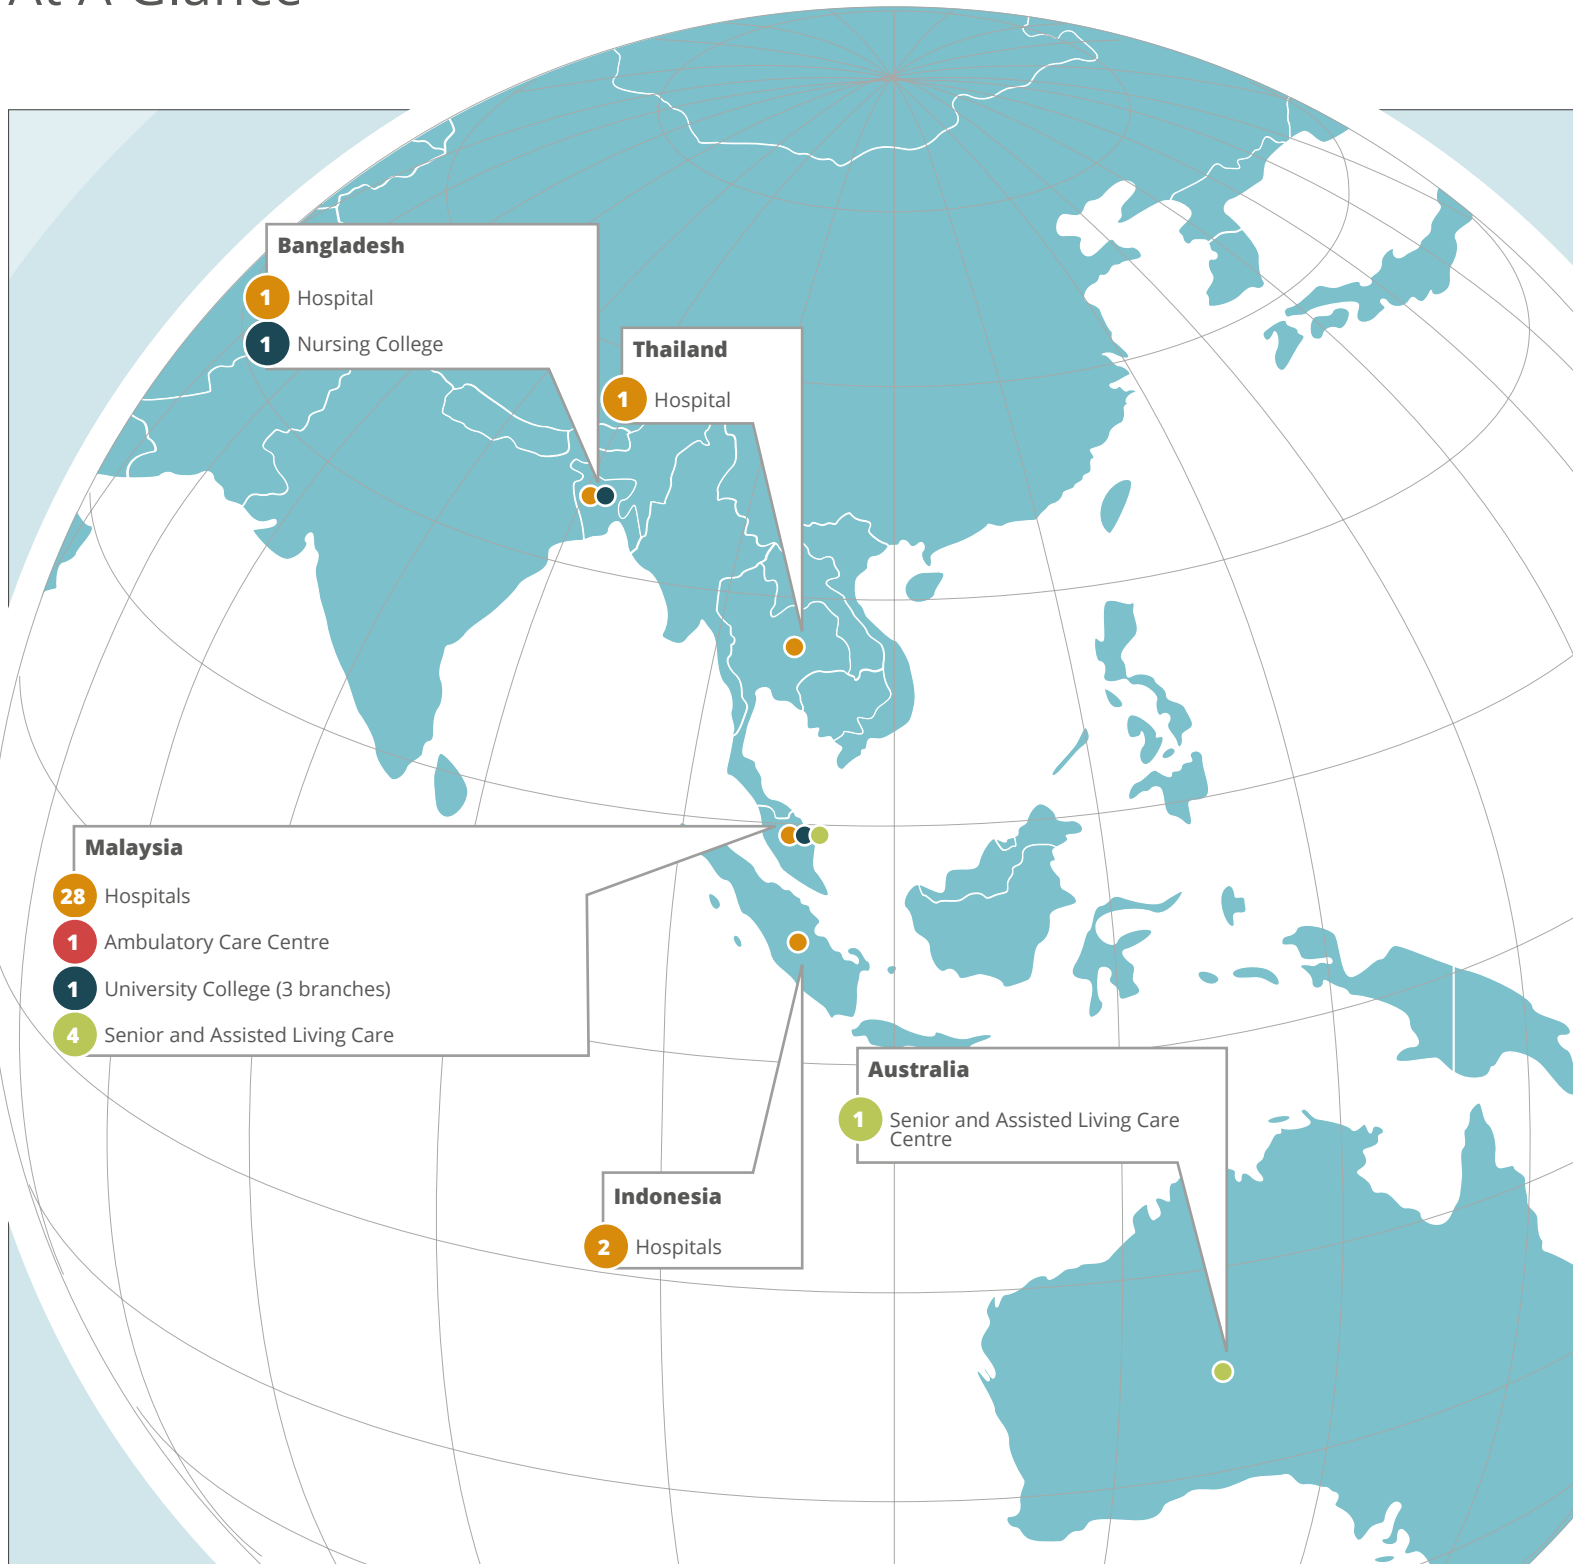 At A Glance
Bangladesh
1 Hospital
1 Nursing College
Thailand
1 Hospital
Malaysia
28 Hospitals
1 Ambulatory Care Centre
1 University College (3 branches)
4 Senior and Assisted Living Care
Australia
1 Senior and Assisted Living Care
Centre
Indonesia
2 Hospitals